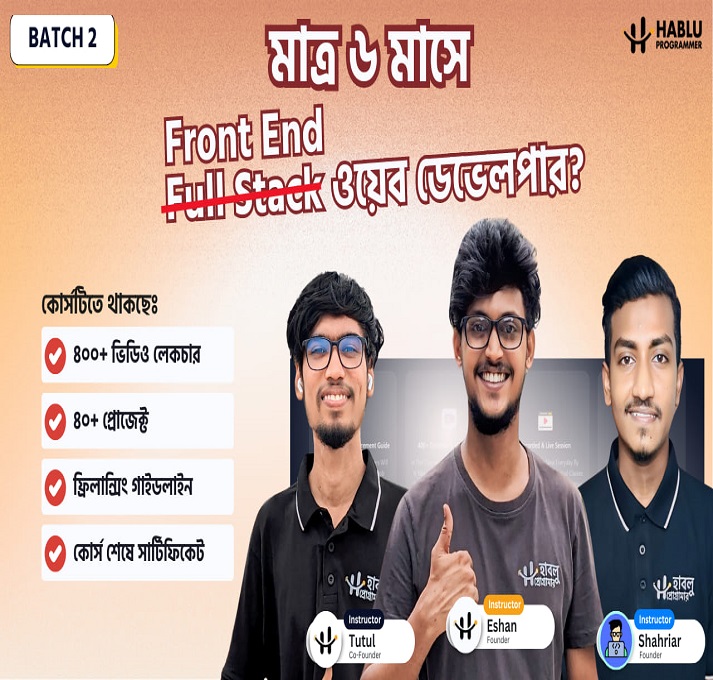 BATCH 2
HABLU
PROGRAMMER
মাত্র ৬ মাসে
Front End
Full Stack ওয়েব ডেভেলপার?
কোর্সটিতে থাকছেঃ
৪০০+ ভিডিও লেকচার
৪০+ প্রোজেক্ট
ফ্রিলান্সিং গাইডলাইন
কোর্স শেষে সার্টিফিকেট
হাবলু
প্রোগ্রামার
হাবলু
প্রোগ্রামার
হাবলু
প্রোগ্রামার
Instructor
Tutul
Co-Founder
Instructor
Eshan
Founder
Instructor
Shahriar
Founder